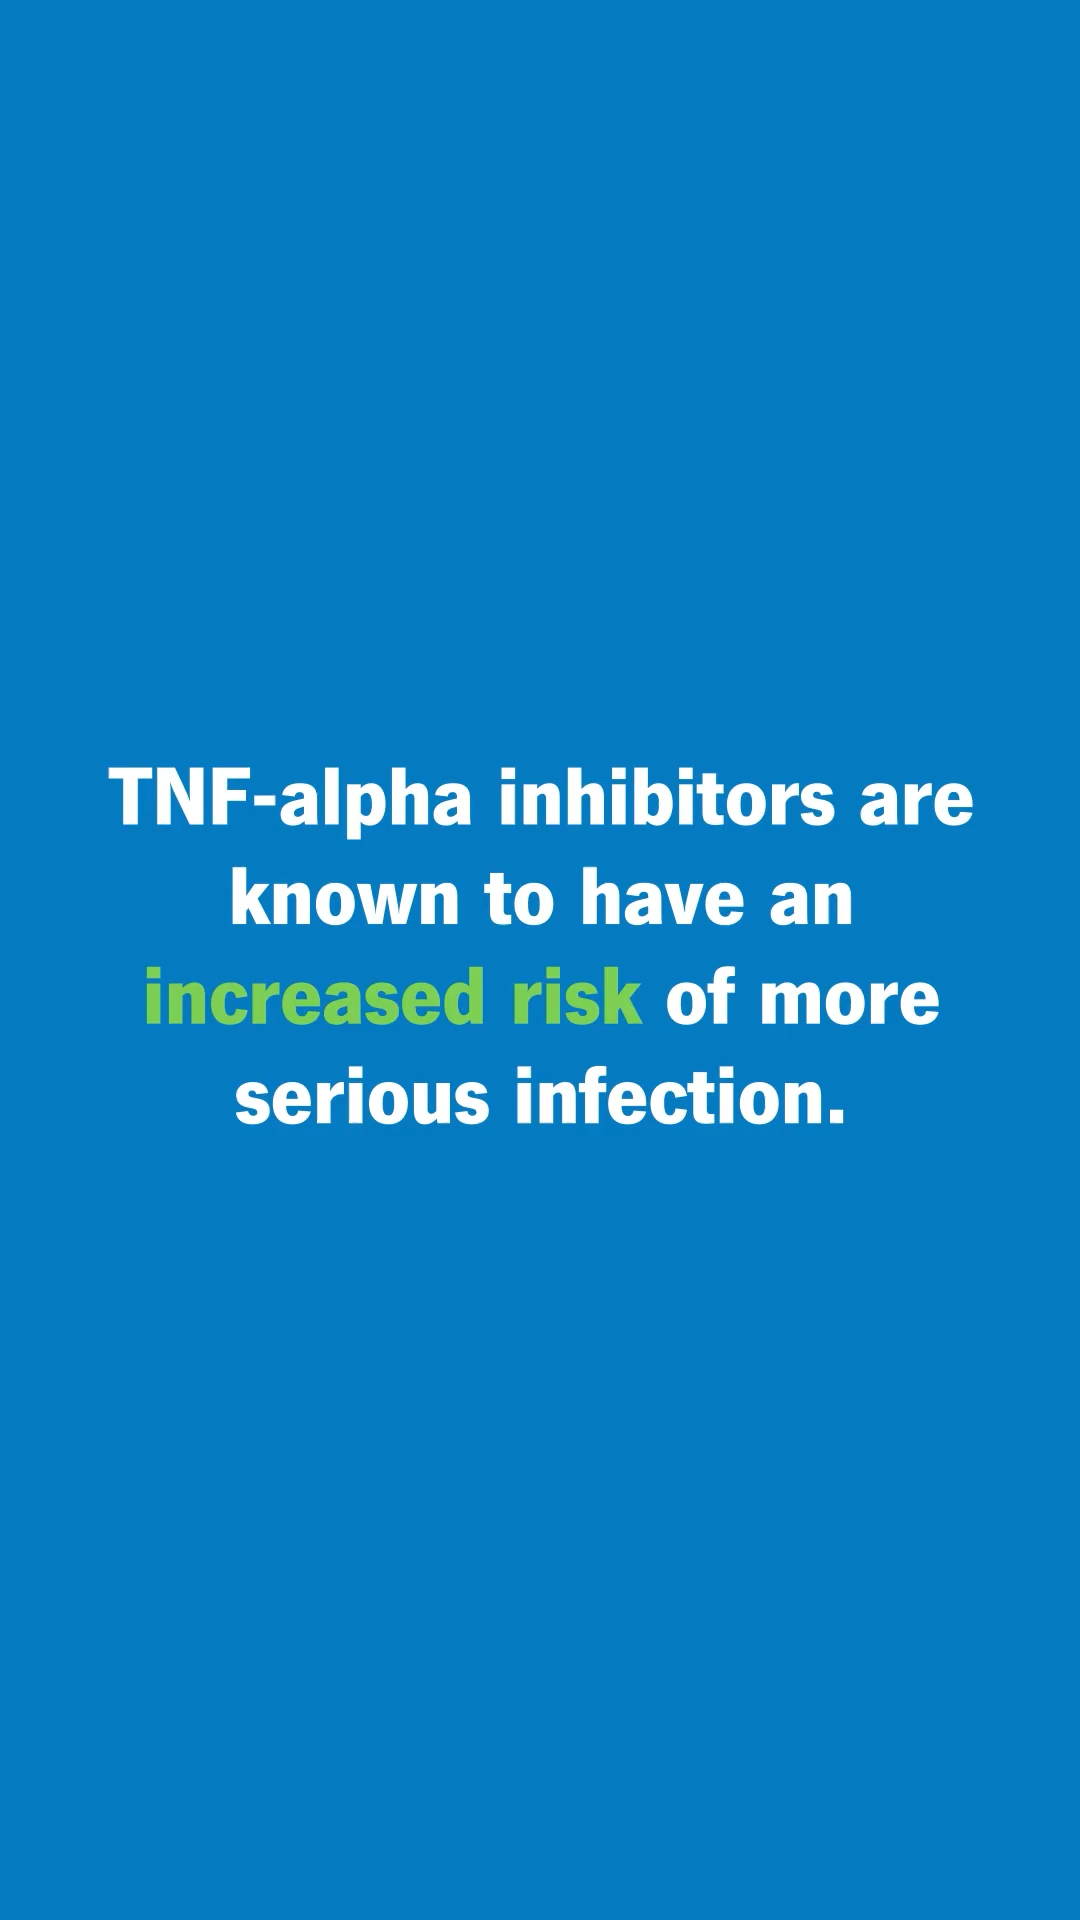 TNF-alpha inhibitors are
known to have an
increased risk of more
serious infection.